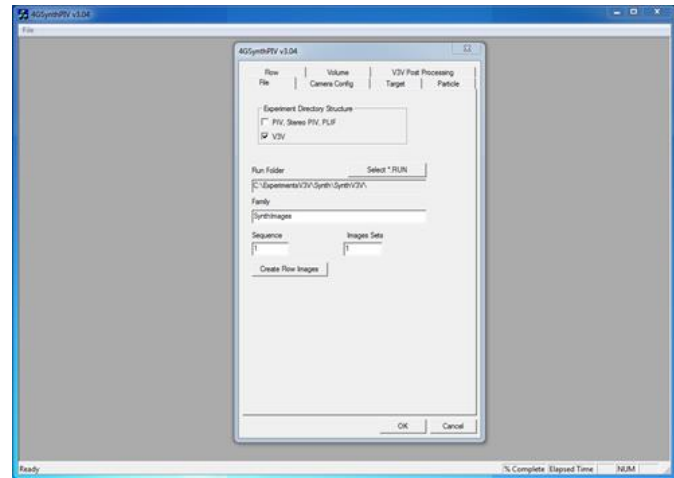 4GSynthPIV v3.04
File
4GSynthPIV v3.04
Flow Volume V3V Post Processing
File Camera Config Target Particle
Experiment Directory Structure
PIV, Stereo PIV, PLIF
V3V
Run Folder Select *.RUN
C:\ExperimentsV3V\Synth\SynthV3V\
Family
SynthImages
Sequence Images Sets
1 1
Create Flow Images
OK Cancel
Ready % Complete Elapsed Time NUM